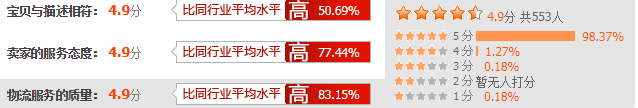 宝贝与描述相符： 4.9分 比同行业平均水平 高 50.69%
卖家的服务态度： 4.9分 比同行业平均水平 高 77.44%
物流服务的质量： 4.9分 比同行业平均水平 高 83.15%
4.9分 共553人
5 分 98.37%
4 分 1.27%
3 分 0.18%
2 分 暂无人打分
1 分 0.18%